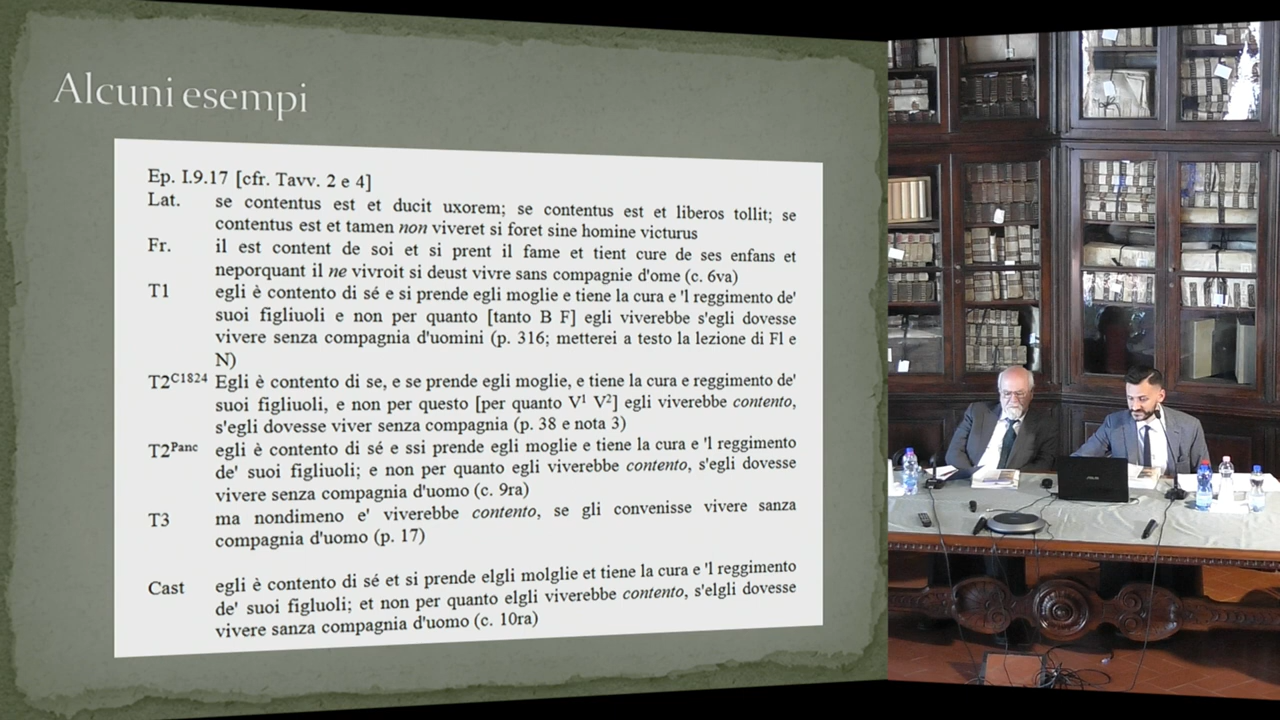 Alcuni esempi
Ep. I.9.17 [cfr. Tavv. 2 e 4]
Lat. se contentus est et ducit uxorem; se contentus est et liberos tollit; se
contentus est et tamen non viveret si foret sine homine victurus
Fr. il est content de soi et si prent il fame et tient cure de ses enfans et
neporquant il ne vivroit si deust vivre sans compagnie d'ome (c. 6va)
T1 egli è contento di sé e si prende egli moglie e tiene la cura e 'l reggimento de'
suoi figliuoli e non per quanto [tanto B F] egli viverebbe s'egli dovesse
vivere senza compagnia d'uomini (p. 316; metterei a testo la lezione di Fl e
N)
T2C1824 Egli è contento di se, e se prende egli moglie, e tiene la cura e reggimento de'
suoi figliuoli, e non per questo [per quanto V¹ V²] egli viverebbe contento,
s'egli dovesse viver senza compagnia (p. 38 e nota 3)
T2Panc egli è contento di sé e ssi prende egli moglie e tiene la cura e 'l reggimento
de' suoi figliuoli; e non per quanto egli viverebbe contento, s'egli dovesse
vivere senza compagnia d'uomo (c. 9ra)
T3 ma nondimeno e' viverebbe contento, se gli convenisse vivere sanza
compagnia d'uomo (p. 17)
Cast egli è contento di sé et si prende elgli molglie et tiene la cura e 'l reggimento
de' suoi figluoli; et non per quanto elgli viverebbe contento, s'elgli dovesse
vivere sanza compagnia d'uomo (c. 10ra)